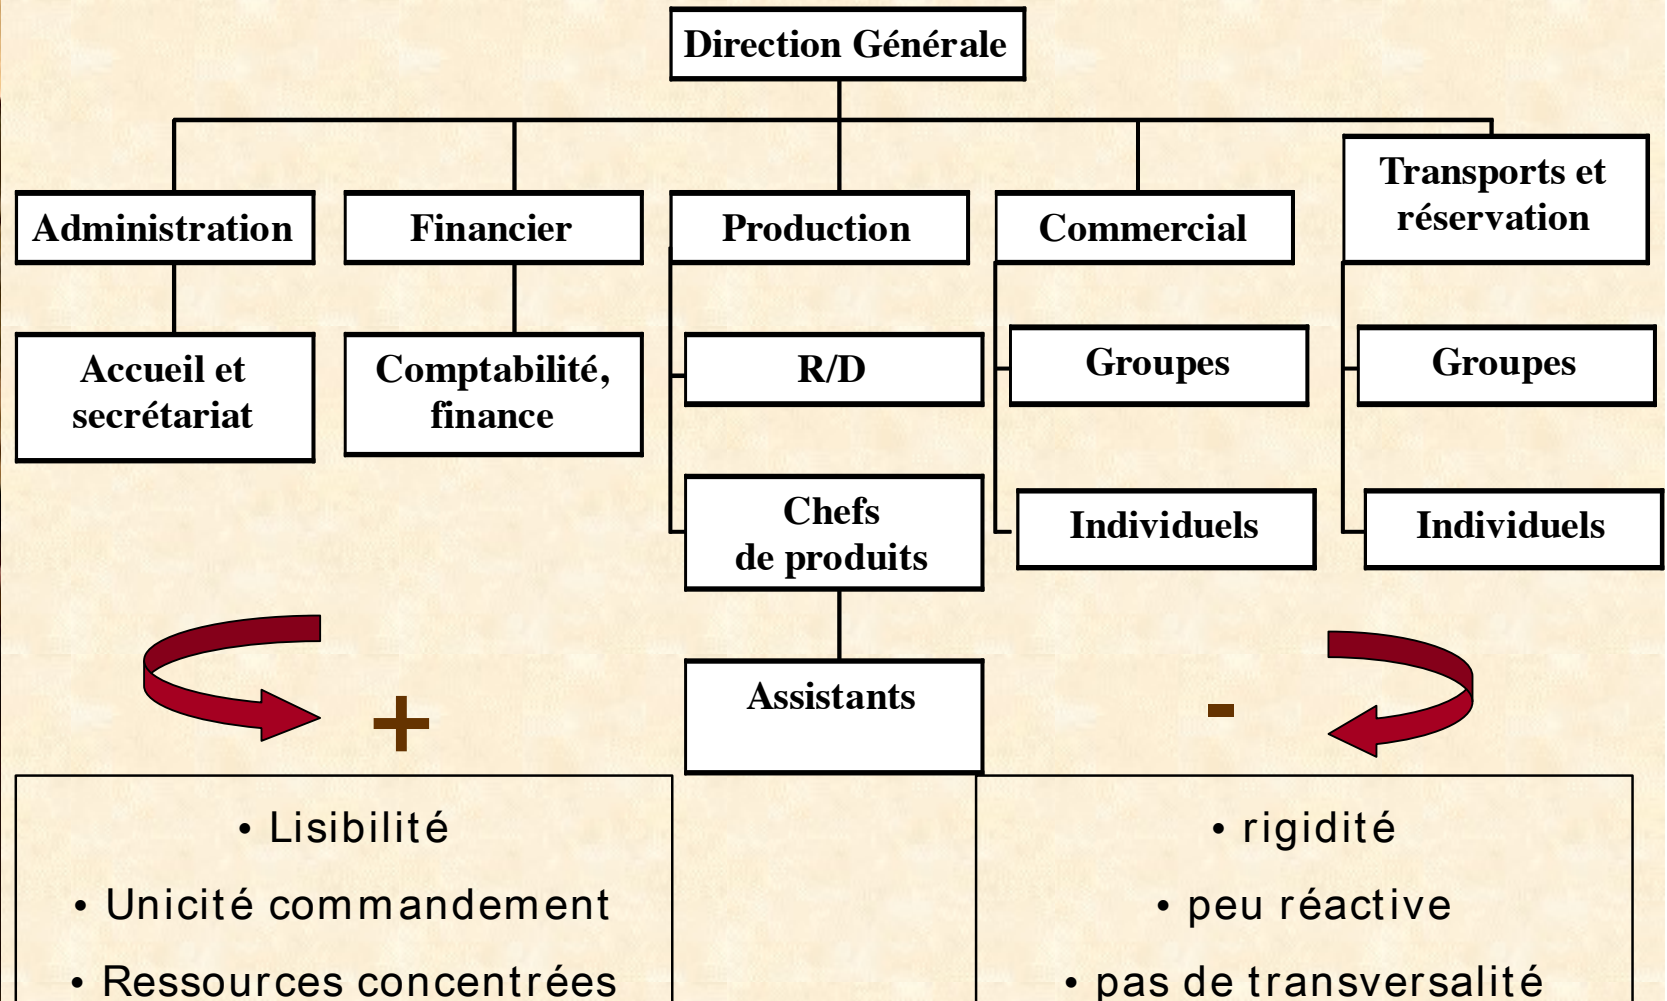 Direction Générale
Administration
Financier
Production
Commercial
Transports et
réservation
Accueil et
secrétariat
Comptabilité,
finance
R/D
Groupes
Groupes
Chefs
de produits
Individuels
Individuels
Assistants
+
-
• Lisibilité
• Unicité commandement
• Ressources concentrées
• rigidité
• peu réactive
• pas de transversalité